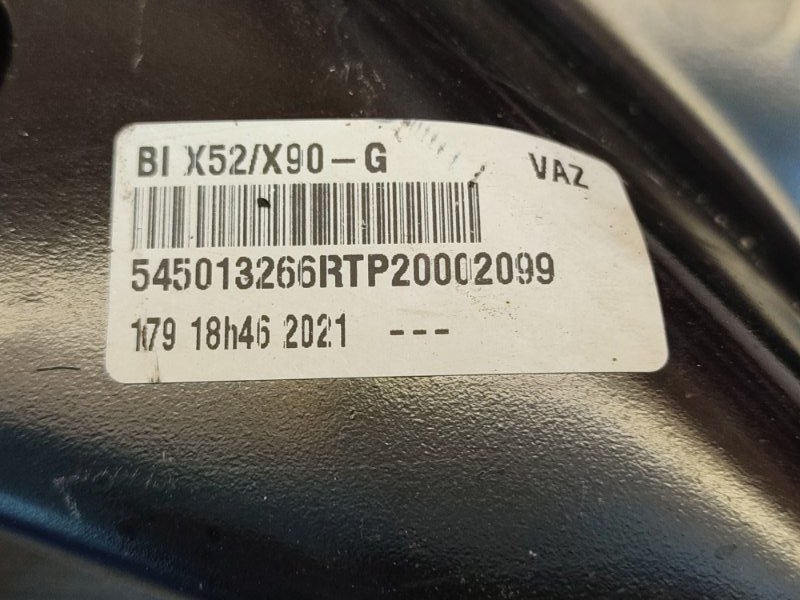 BI X52/X90-G VAZ
545013266RTP20002099
179 18h46 2021 ---